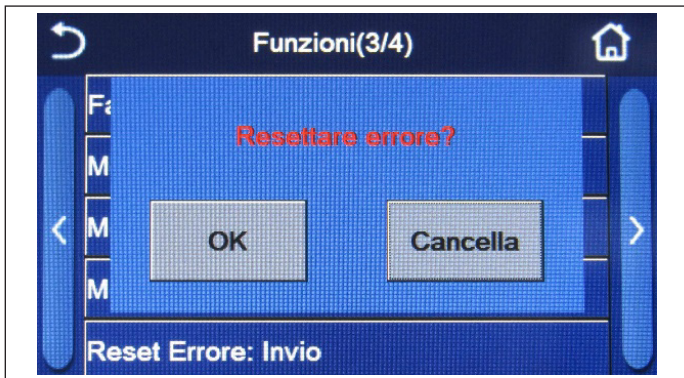 Funzioni(3/4)
Resettare errore?
OK
Cancella
Reset Errore: Invio